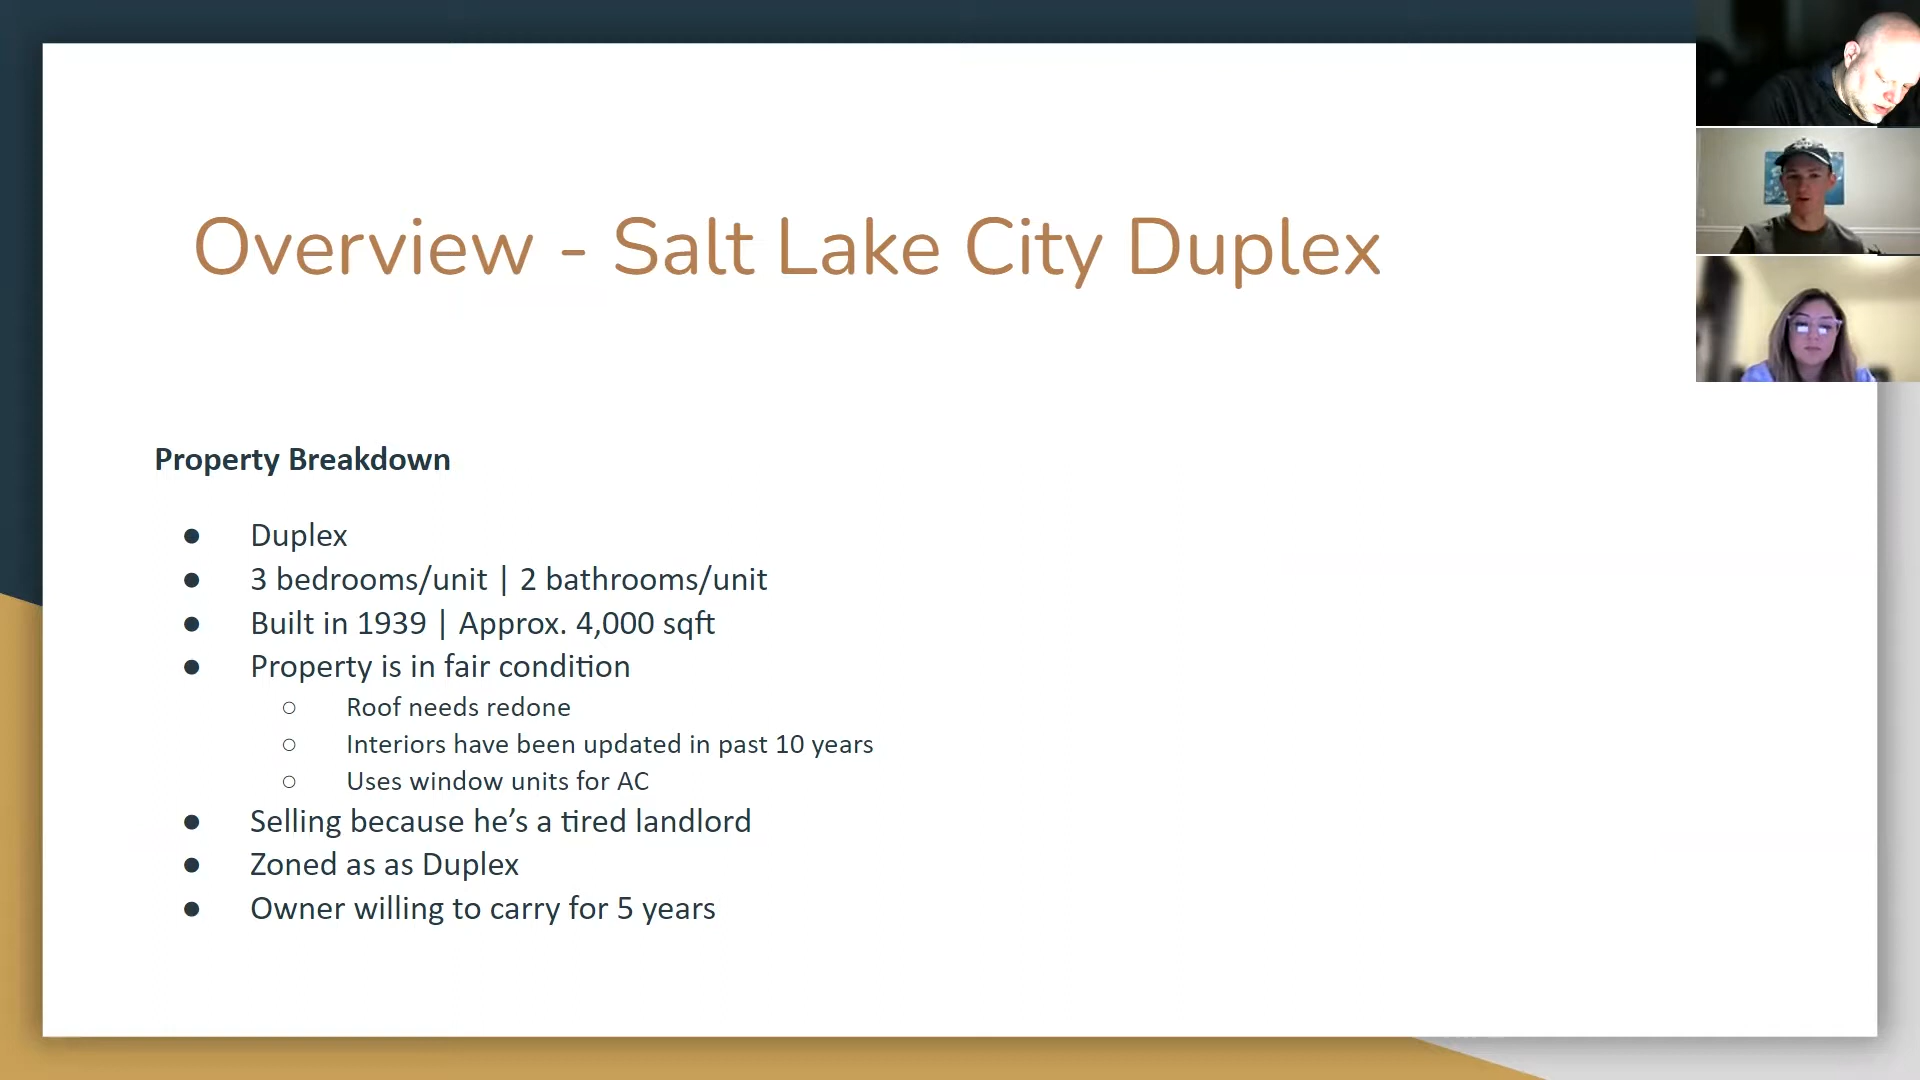 Overview - Salt Lake City Duplex
Property Breakdown
● Duplex
● 3 bedrooms/unit | 2 bathrooms/unit
● Built in 1939 | Approx. 4,000 sqft
● Property is in fair condition
○ Roof needs redone
○ Interiors have been updated in past 10 years
○ Uses window units for AC
● Selling because he’s a tired landlord
● Zoned as as Duplex
● Owner willing to carry for 5 years